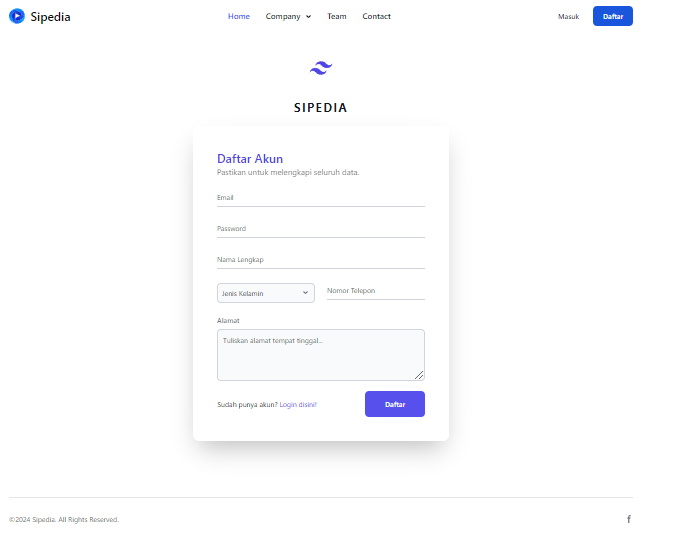 Sipedia
Home Company Team Contact
Masuk Daftar
SIPEDIA
Daftar Akun
Pastikan untuk melengkapi seluruh data.
Email
Password
Nama Lengkap
Jenis Kelamin Nomor Telepon
Alamat
Tuliskan alamat tempat tinggal...
Sudah punya akun? Login disini! Daftar
©2024 Sipedia. All Rights Reserved.